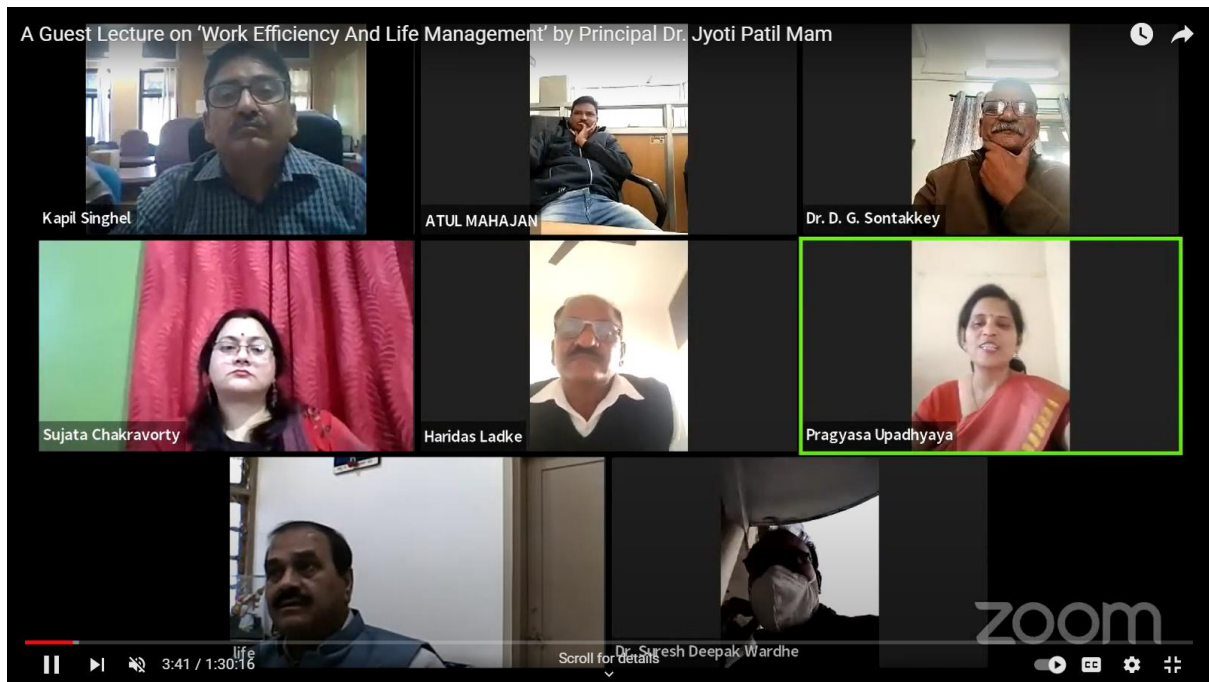 A Guest Lecture on ‘Work Efficiency And Life Management’ by Principal Dr. Jyoti Patil Mam
Kapil Singhel
ATUL MAHAJAN
Dr. D. G. Sontakkey
Sujata Chakravorty
Haridas Ladke
Pragyasa Upadhyaya
zoom
life
Dr. Suresh Deepak Wardhe
Scroll for details
3:41 / 1:30:16
CC